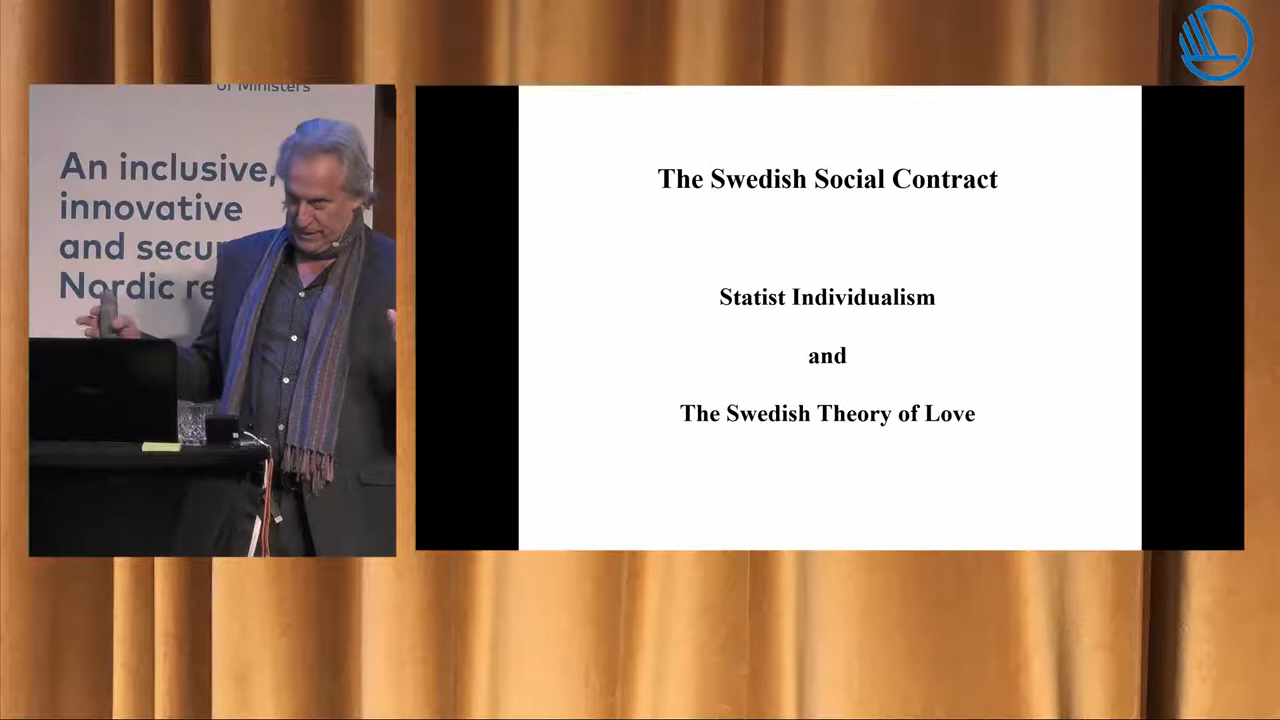 of Ministers
An inclusive,
innovative
and secur
Nordic re
The Swedish Social Contract
Statist Individualism
and
The Swedish Theory of Love